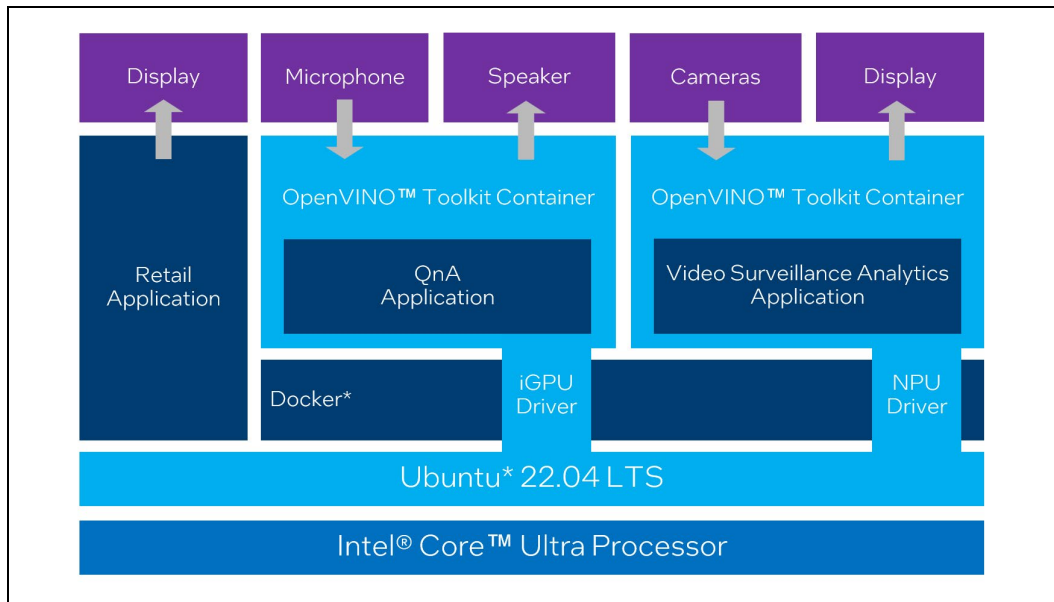 Display
Microphone
Speaker
Cameras
Display
OpenVINO™ Toolkit Container
OpenVINO™ Toolkit Container
Retail
Application
QnA
Application
Video Surveillance Analytics
Application
Docker*
iGPU
Driver
NPU
Driver
Ubuntu* 22.04 LTS
Intel® Core™ Ultra Processor